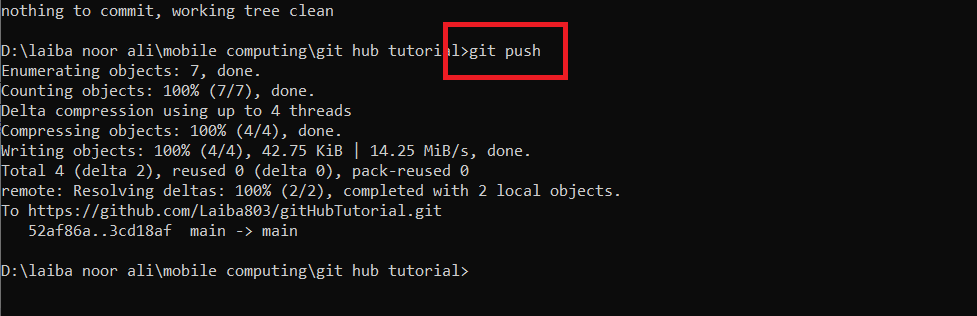 nothing to commit, working tree clean
D:\laiba noor ali\mobile computing\git hub tutorial>git push
Enumerating objects: 7, done.
Counting objects: 100% (7/7), done.
Delta compression using up to 4 threads
Compressing objects: 100% (4/4), done.
Writing objects: 100% (4/4), 42.75 KiB | 14.25 MiB/s, done.
Total 4 (delta 2), reused 0 (delta 0), pack-reused 0
remote: Resolving deltas: 100% (2/2), completed with 2 local objects.
To https://github.com/Laiba803/gitHubTutorial.git
   52af86a..3cd18af  main -> main
D:\laiba noor ali\mobile computing\git hub tutorial>